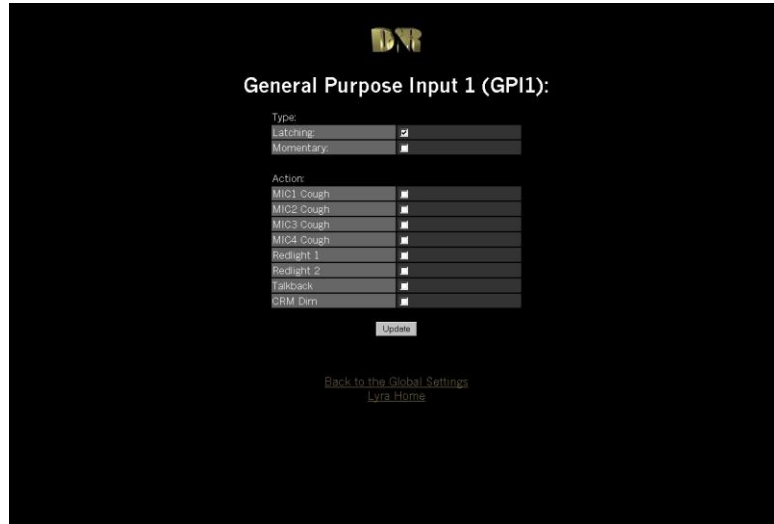 DNR
General Purpose Input 1 (GPI1):
Type:
Latching:
Momentary:
Action:
MIC1 Cough
MIC2 Cough
MIC3 Cough
MIC4 Cough
Redlight 1
Redlight 2
Talkback
CRM Dim
Update
Back to the Global Settings
Lyra Home